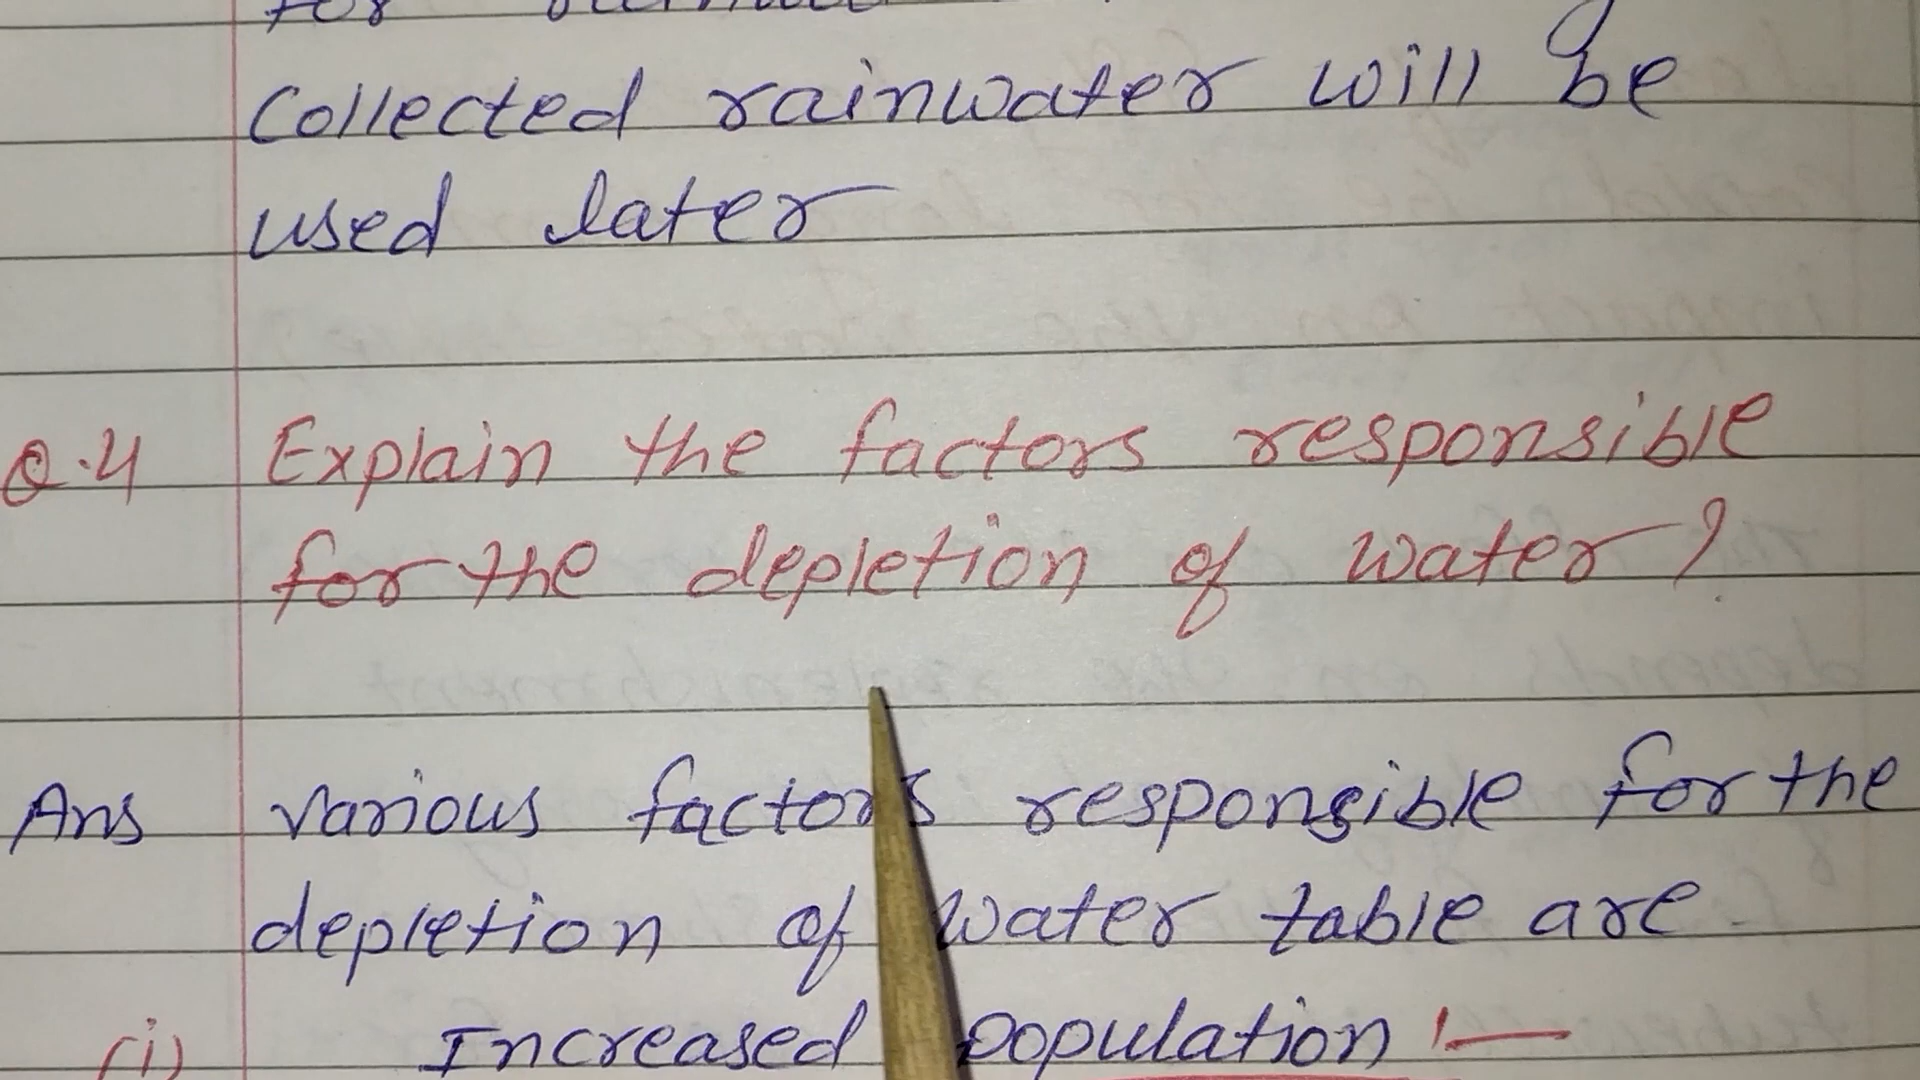 for
Collected rainwater will be
used later
Q.4 Explain the factors responsible
for the depletion of water?
Ans various factors responsible for the
depletion of water table are.
(i) Increased population :—